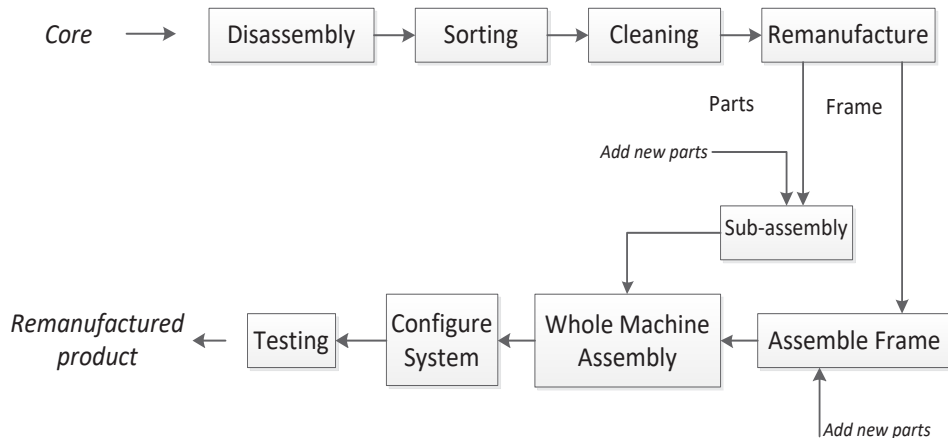 Core
Disassembly
Sorting
Cleaning
Remanufacture
Parts
Frame
Add new parts
Sub-assembly
Remanufactured
product
Testing
Configure
System
Whole Machine
Assembly
Assemble Frame
Add new parts